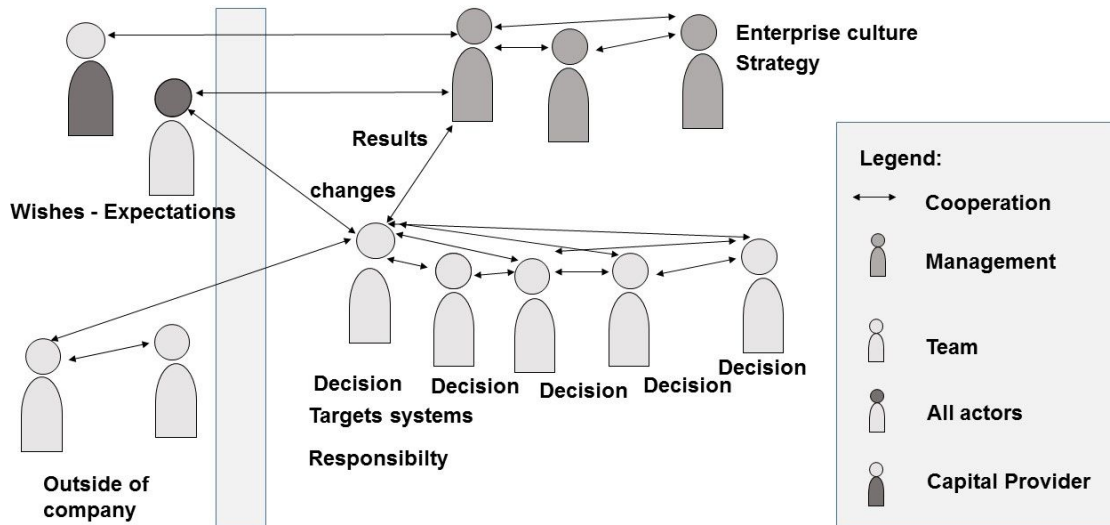 Enterprise culture
Strategy
Results
changes
Wishes - Expectations
Decision
Decision
Decision
Decision
Decision
Targets systems
Responsibilty
Outside of
company
Legend:
Cooperation
Management
Team
All actors
Capital Provider